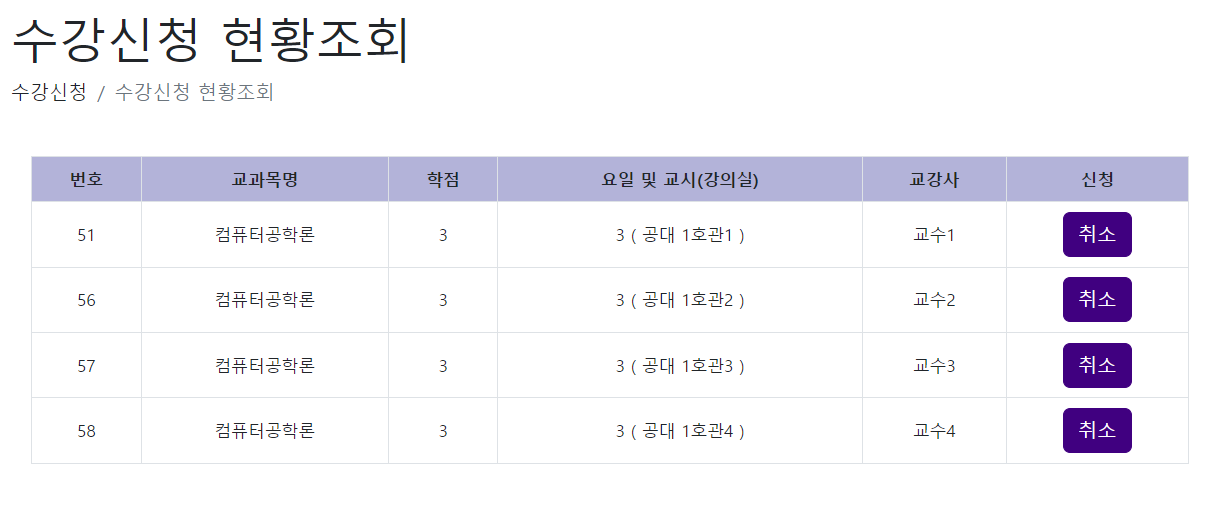 수강신청 현황조회
수강신청 / 수강신청 현황조회
번호 교과목명 학점 요일 및 교시(강의실) 교강사 신청
51 컴퓨터공학론 3 3 ( 공대 1호관1 ) 교수1 취소
56 컴퓨터공학론 3 3 ( 공대 1호관2 ) 교수2 취소
57 컴퓨터공학론 3 3 ( 공대 1호관3 ) 교수3 취소
58 컴퓨터공학론 3 3 ( 공대 1호관4 ) 교수4 취소